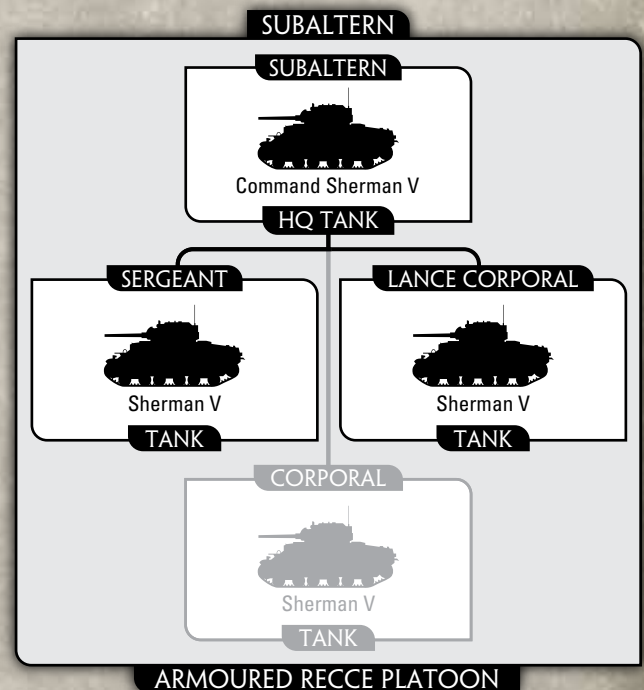 SUBALTERN
SUBALTERN
Command Sherman V
HQ TANK
SERGEANT
Sherman V
TANK
LANCE CORPORAL
Sherman V
TANK
CORPORAL
Sherman V
TANK
ARMOURED RECCE PLATOON